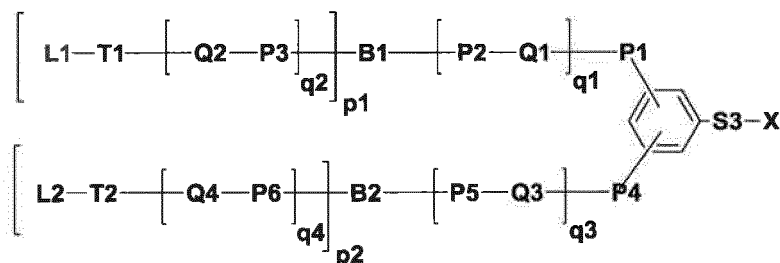 L1—T1—[Q2—P3]q2]p1 B1—[P2—Q1]q1 P1
S3—X
[L2—T2—[Q4—P6]q4]p2 B2—[P5—Q3]q3 P4